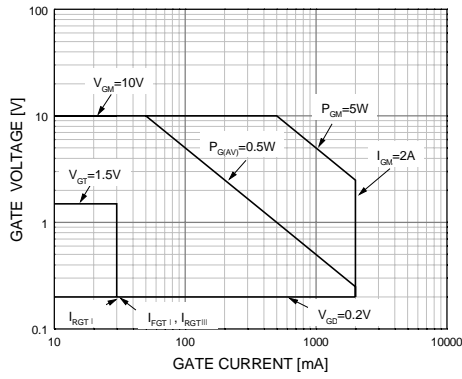 100
V_GM=10V
P_GM=5W
10
P_G(AV)=0.5W
I_GM=2A
V_GT=1.5V
1
I_RGT I
I_FGT I , I_RGT III
V_GD=0.2V
0.1
10
100
1000
10000
GATE CURRENT [mA]
GATE VOLTAGE [V]